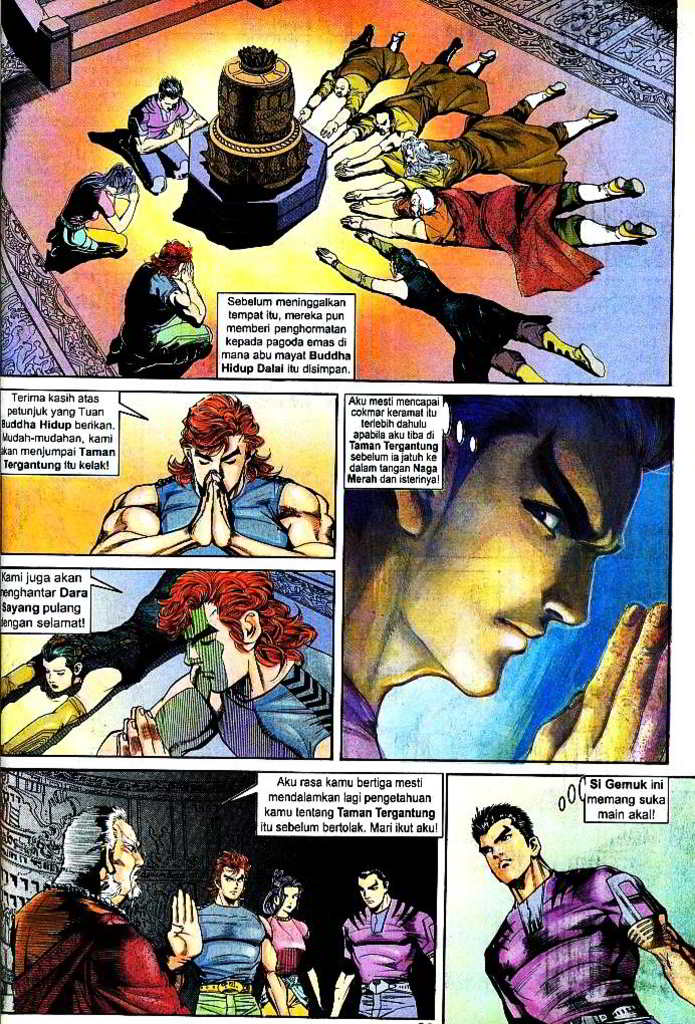 Sebelum meninggalkan
tempat itu, mereka pun
memberi penghormatan
kepada pagoda emas di
mana abu mayat Buddha
Hidup Dalai itu disimpan.
Terima kasih atas
petunjuk yang Tuan
Buddha Hidup berikan.
Mudah-mudahan, kami
akan menjumpai Taman
Tergantung itu kelak!
Aku mesti mencapai
cokmar keramat itu
terlebih dahulu
apabila aku tiba di
Taman Tergantung
sebelum ia jatuh ke
dalam tangan Naga
Merah dan isterinya!
Kami juga akan
menghantar Dara
Sayang pulang
dengan selamat!
Aku rasa kamu bertiga mesti
mendalamkan lagi pengetahuan
kamu tentang Taman Tergantung
itu sebelum bertolak. Mari ikut aku!
Si Gemuk ini
memang suka
main akal!